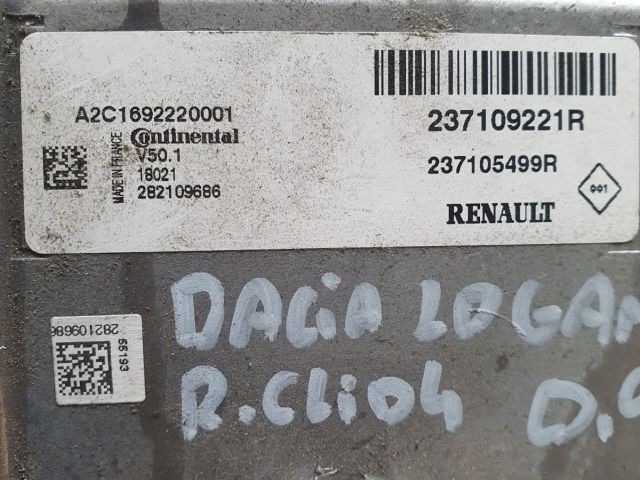 A2C1692220001
Continental
MADE IN FRANCE
V50.1
18021
282109686
237109221R
237105499R
RENAULT
001
282109686
55193
DACiA LOGAN
R.CLiO4 D.